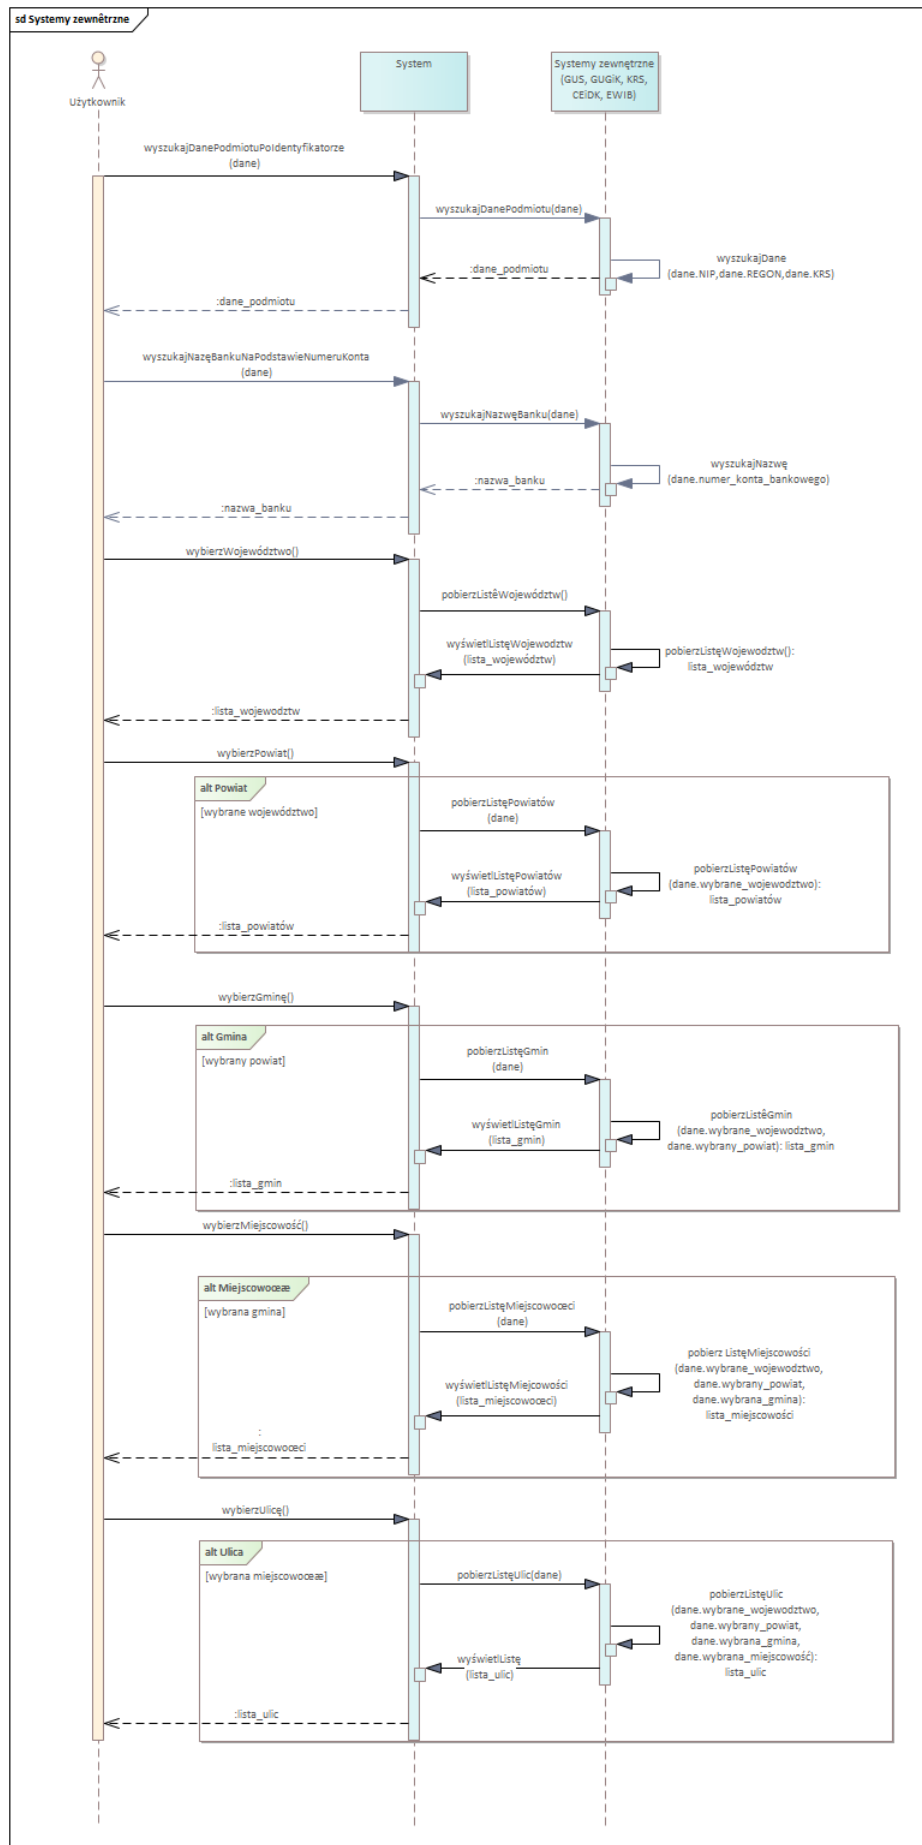 sd Systemy zewnêtrzne
Użytkownik
System
Systemy zewnętrzne
(GUS, GUGiK, KRS,
CEiDK, EWIB)
wyszukajDanePodmiotuPoIdentyfikatorze
(dane)
wyszukajDanePodmiotu(dane)
wyszukajDane
(dane.NIP,dane.REGON,dane.KRS)
:dane_podmiotu
:dane_podmiotu
wyszukajNazęBankuNaPodstawieNumeruKonta
(dane)
wyszukajNazwęBanku(dane)
wyszukajNazwę
(dane.numer_konta_bankowego)
:nazwa_banku
:nazwa_banku
wybierzWojewództwo()
pobierzListêWojewództw()
wyświetlListęWojewodztw
(lista_województw)
pobierzListęWojewodztw():
lista_województw
:lista_wojewodztw
wybierzPowiat()
alt Powiat
[wybrane województwo]
pobierzListęPowiatów
(dane)
pobierzListęPowiatów
(dane.wybrane_wojewodztwo):
lista_powiatów
wyświetlListęPowiatów
(lista_powiatów)
:lista_powiatów
wybierzGminę()
alt Gmina
[wybrany powiat]
pobierzListęGmin
(dane)
pobierzListêGmin
(dane.wybrane_wojewodztwo,
dane.wybrany_powiat): lista_gmin
wyświetlListęGmin
(lista_gmin)
:lista_gmin
wybierzMiejscowość()
alt Miejscowoœæ
[wybrana gmina]
pobierzListęMiejscowoœci
(dane)
pobierz ListęMiejscowości
(dane.wybrane_wojewodztwo,
dane.wybrany_powiat,
dane.wybrana_gmina):
lista_miejscowości
wyświetlListęMiejcowości
(lista_miejscowoœci)
:
lista_miejscowoœci
wybierzUlicę()
alt Ulica
[wybrana miejscowoœæ]
pobierzListęUlic(dane)
pobierzListęUlic
(dane.wybrane_wojewodztwo,
dane.wybrany_powiat,
dane.wybrana_gmina,
dane.wybrana_miejscowość):
lista_ulic
wyświetlListę
(lista_ulic)
:lista_ulic